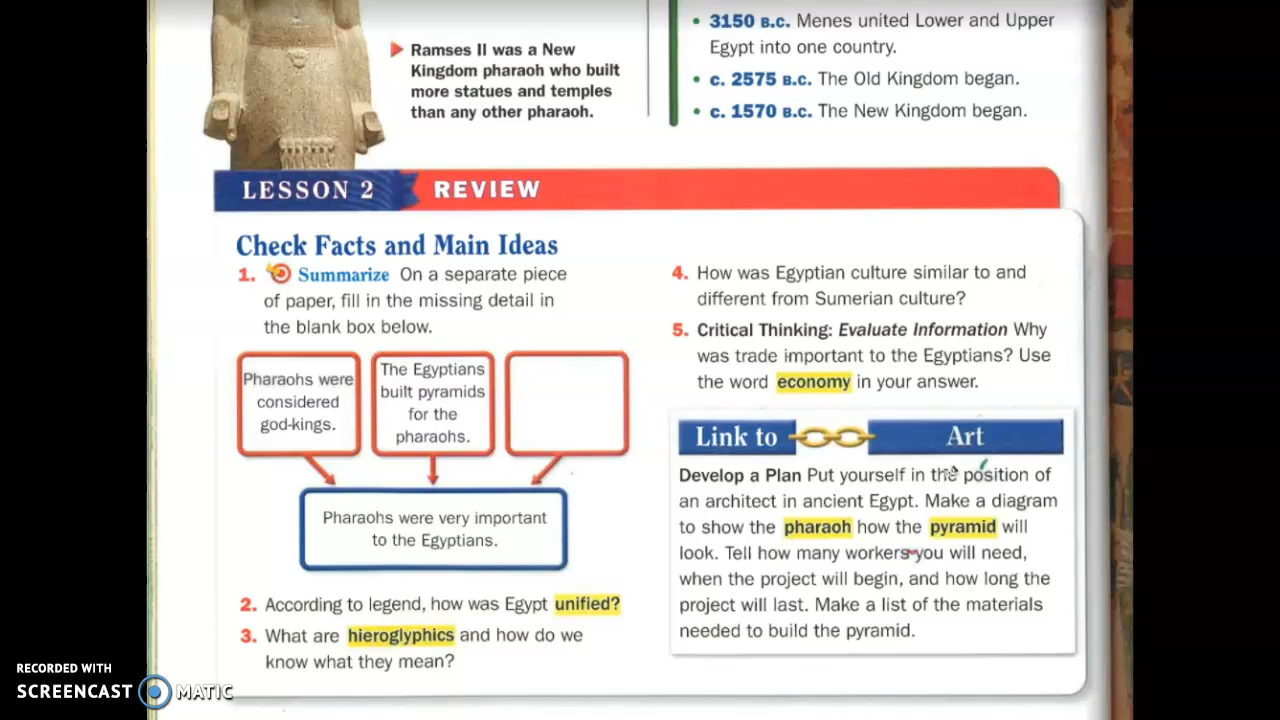 Ramses II was a New
Kingdom pharaoh who built
more statues and temples
than any other pharaoh.
• 3150 B.C. Menes united Lower and Upper
Egypt into one country.
• c. 2575 B.C. The Old Kingdom began.
• c. 1570 B.C. The New Kingdom began.
LESSON 2 REVIEW
Check Facts and Main Ideas
1. Summarize On a separate piece
of paper, fill in the missing detail in
the blank box below.
Pharaohs were
considered
god-kings.
The Egyptians
built pyramids
for the
pharaohs.
Pharaohs were very important
to the Egyptians.
2. According to legend, how was Egypt unified?
3. What are hieroglyphics and how do we
know what they mean?
4. How was Egyptian culture similar to and
different from Sumerian culture?
5. Critical Thinking: Evaluate Information Why
was trade important to the Egyptians? Use
the word economy in your answer.
Link to Art
Develop a Plan Put yourself in the position of
an architect in ancient Egypt. Make a diagram
to show the pharaoh how the pyramid will
look. Tell how many workers you will need,
when the project will begin, and how long the
project will last. Make a list of the materials
needed to build the pyramid.
RECORDED WITH
SCREENCAST MATIC